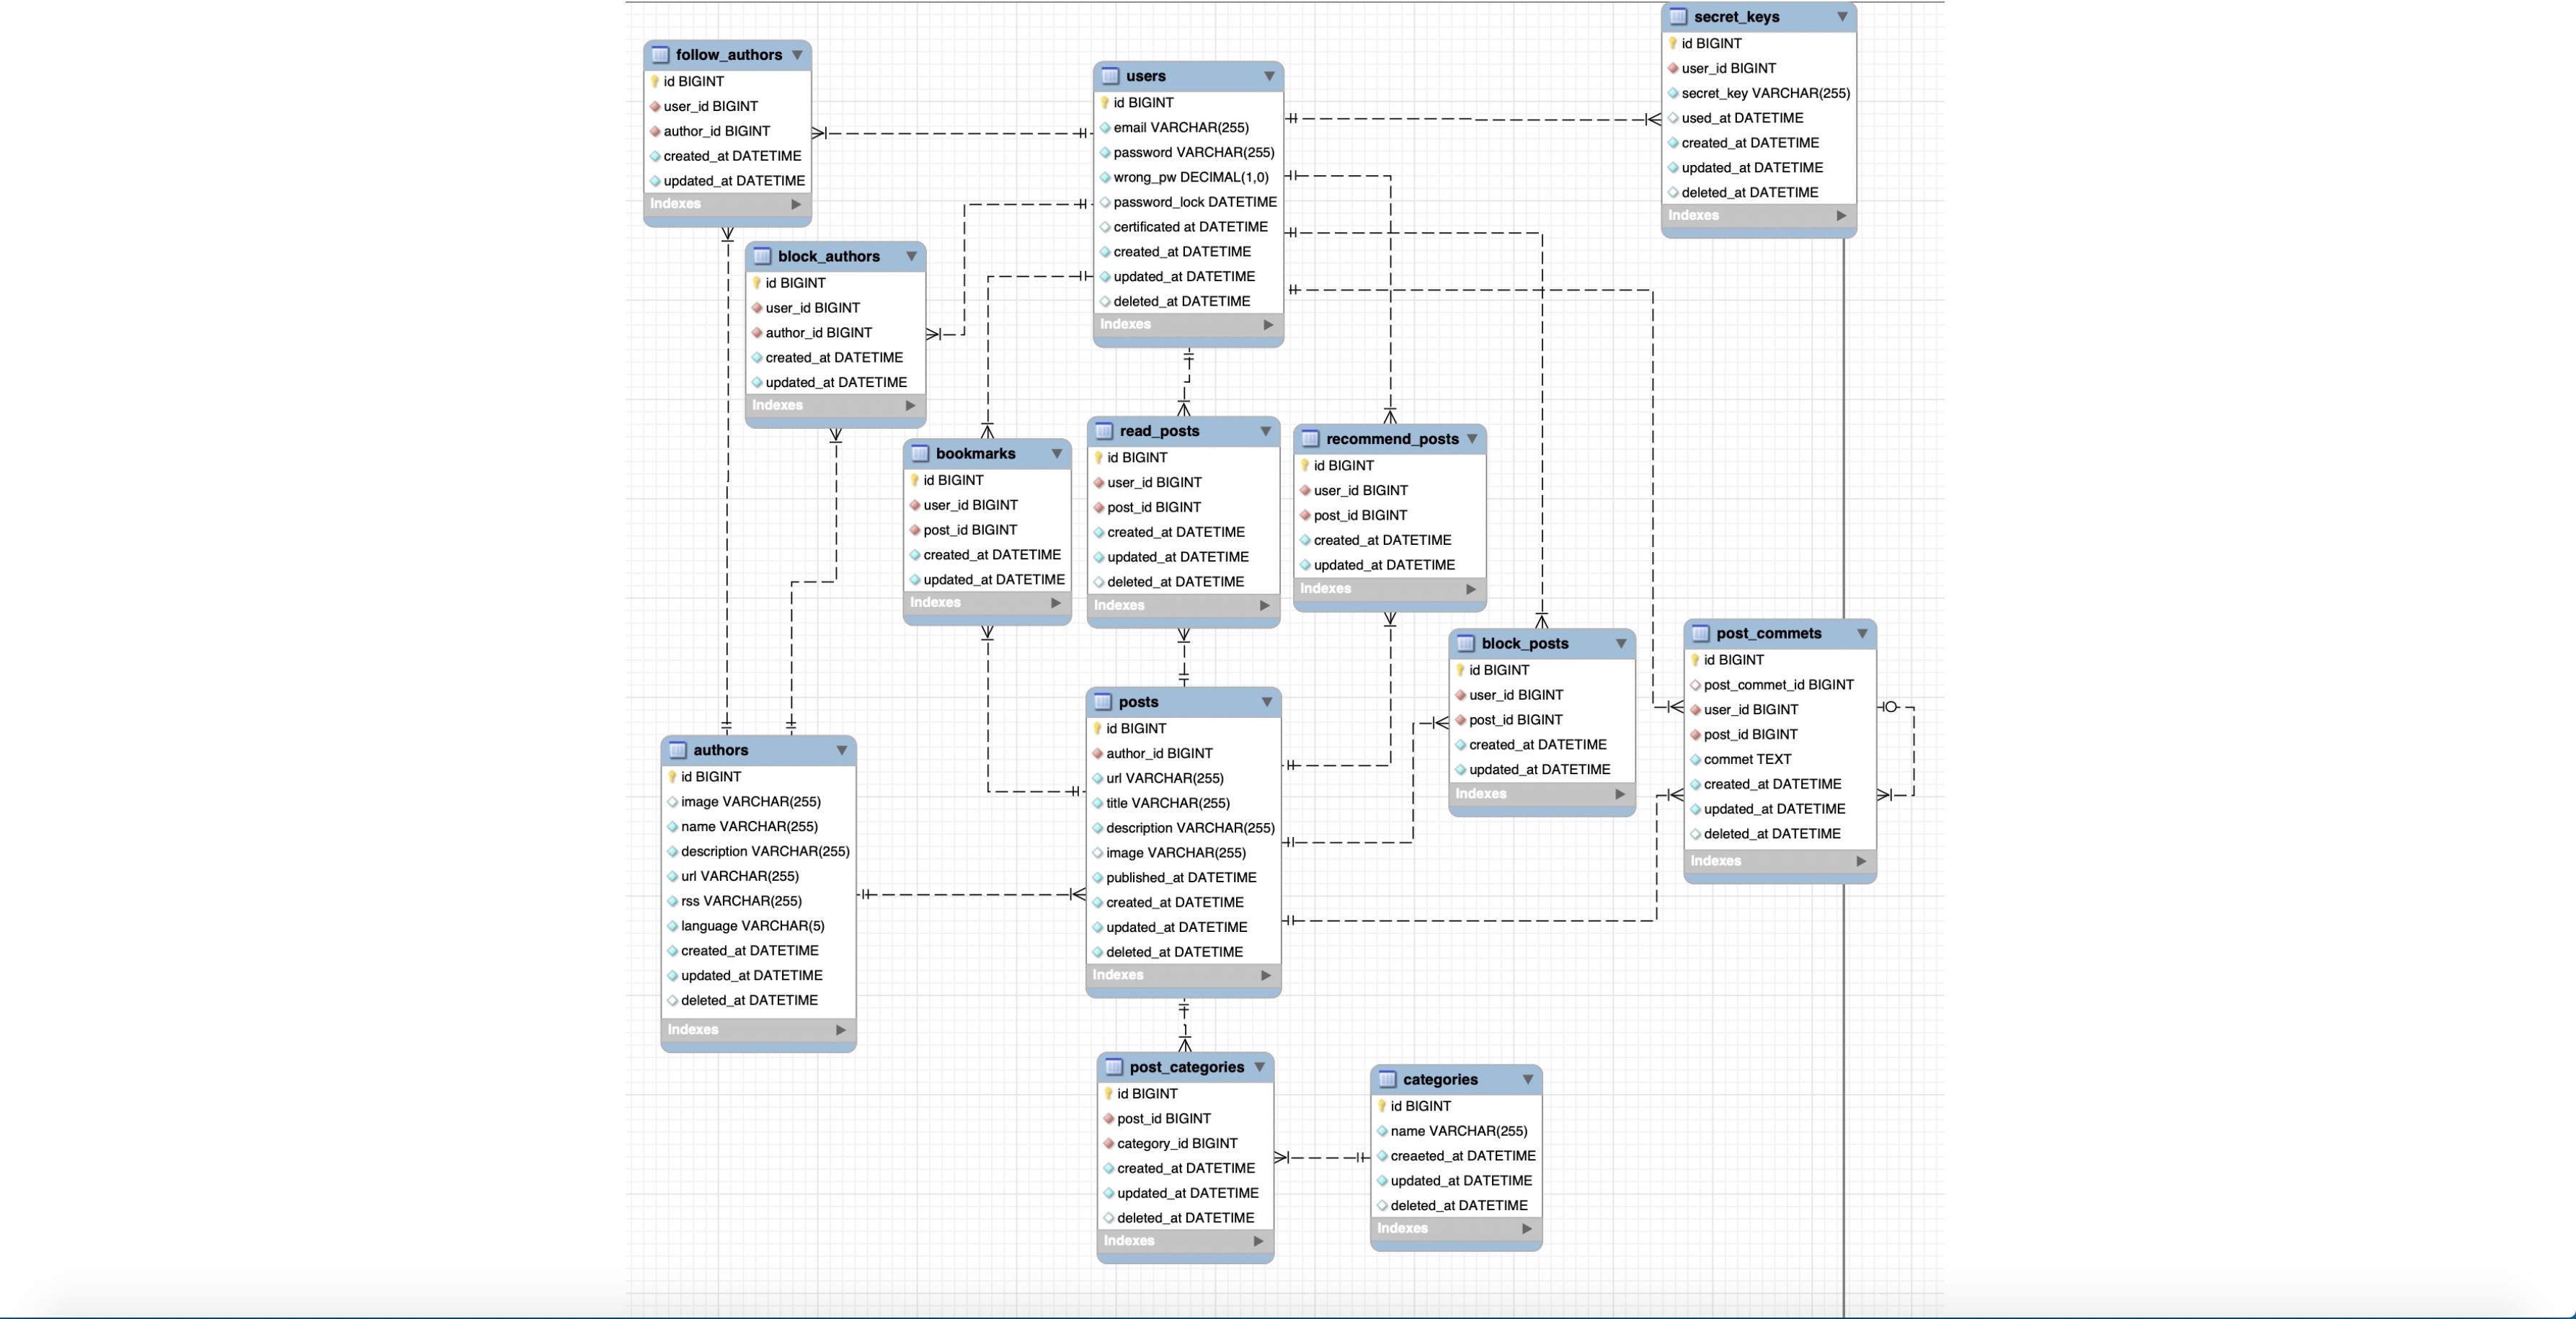 follow_authors
id BIGINT
user_id BIGINT
author_id BIGINT
created_at DATETIME
updated_at DATETIME
Indexes
users
id BIGINT
email VARCHAR(255)
password VARCHAR(255)
wrong_pw DECIMAL(1,0)
password_lock DATETIME
certificated at DATETIME
created_at DATETIME
updated_at DATETIME
deleted_at DATETIME
Indexes
secret_keys
id BIGINT
user_id BIGINT
secret_key VARCHAR(255)
used_at DATETIME
created_at DATETIME
updated_at DATETIME
deleted_at DATETIME
Indexes
block_authors
id BIGINT
user_id BIGINT
author_id BIGINT
created_at DATETIME
updated_at DATETIME
Indexes
bookmarks
id BIGINT
user_id BIGINT
post_id BIGINT
created_at DATETIME
updated_at DATETIME
Indexes
read_posts
id BIGINT
user_id BIGINT
post_id BIGINT
created_at DATETIME
updated_at DATETIME
deleted_at DATETIME
Indexes
recommend_posts
id BIGINT
user_id BIGINT
post_id BIGINT
created_at DATETIME
updated_at DATETIME
Indexes
block_posts
id BIGINT
user_id BIGINT
post_id BIGINT
created_at DATETIME
updated_at DATETIME
Indexes
post_commets
id BIGINT
post_commet_id BIGINT
user_id BIGINT
post_id BIGINT
commet TEXT
created_at DATETIME
updated_at DATETIME
deleted_at DATETIME
Indexes
authors
id BIGINT
image VARCHAR(255)
name VARCHAR(255)
description VARCHAR(255)
url VARCHAR(255)
rss VARCHAR(255)
language VARCHAR(5)
created_at DATETIME
updated_at DATETIME
deleted_at DATETIME
Indexes
posts
id BIGINT
author_id BIGINT
url VARCHAR(255)
title VARCHAR(255)
description VARCHAR(255)
image VARCHAR(255)
published_at DATETIME
created_at DATETIME
updated_at DATETIME
deleted_at DATETIME
Indexes
post_categories
id BIGINT
post_id BIGINT
category_id BIGINT
created_at DATETIME
updated_at DATETIME
deleted_at DATETIME
Indexes
categories
id BIGINT
name VARCHAR(255)
creaeted_at DATETIME
updated_at DATETIME
deleted_at DATETIME
Indexes